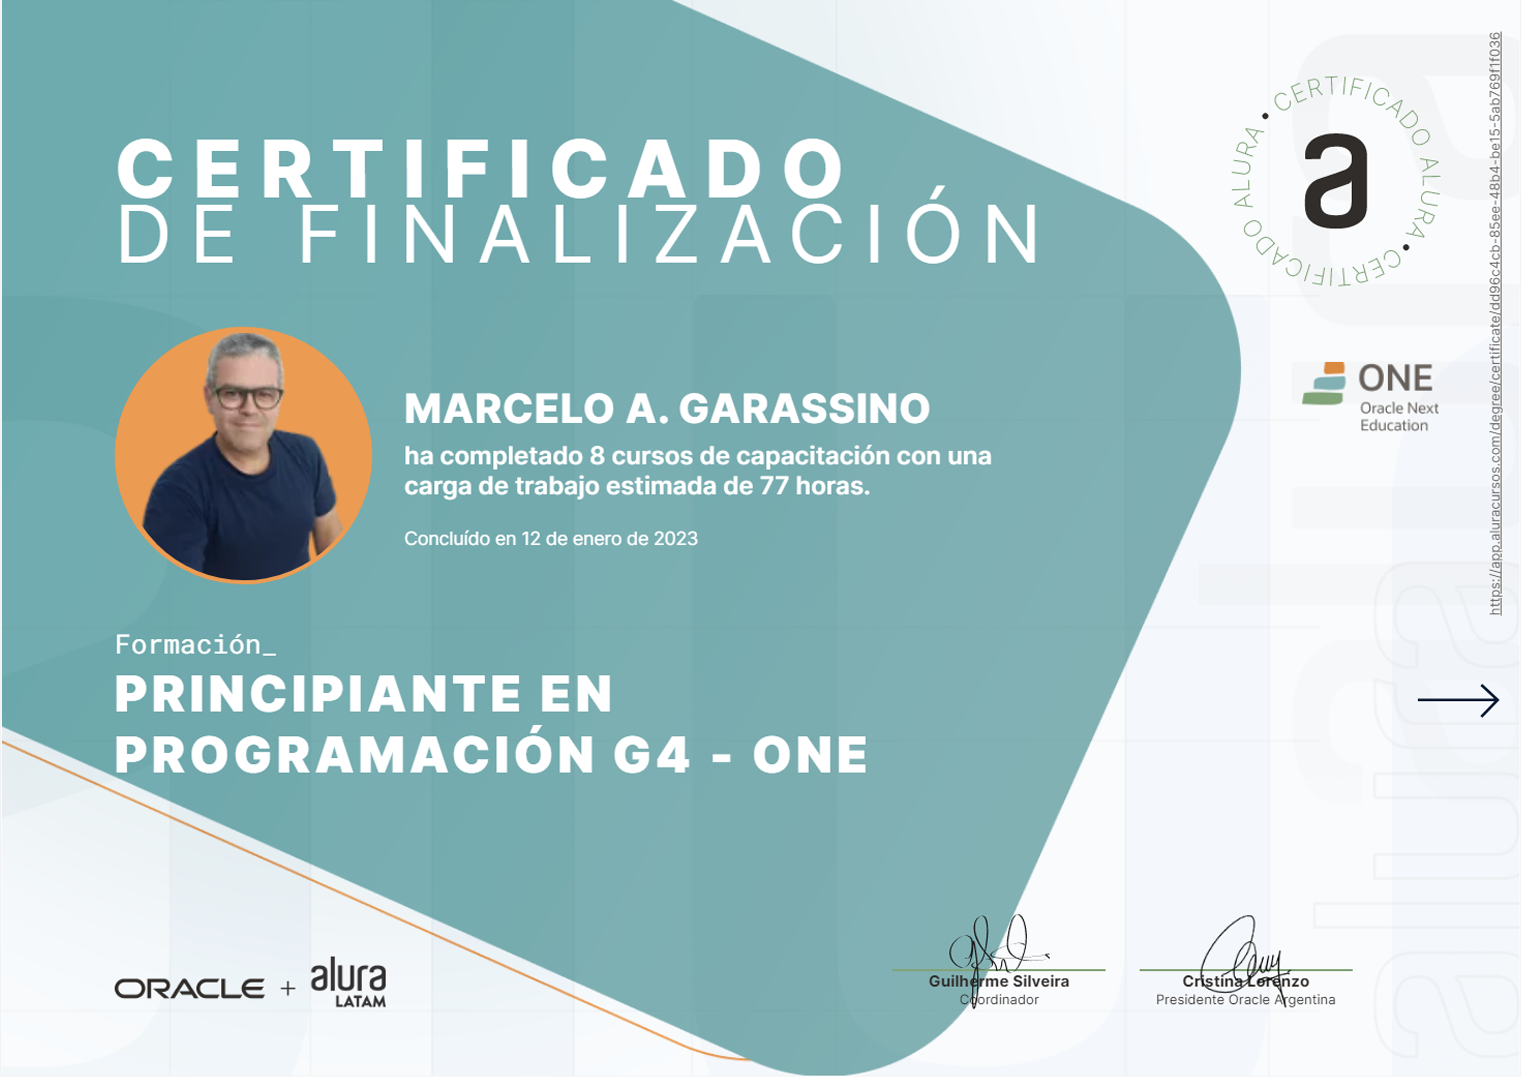 CERTIFICADO
DE FINALIZACIÓN
CERTIFICADO ALURA • CERTIFICADO ALURA •
a
https://app.aluracursos.com/degree/certificate/dd96c4cb-85ee-48b4-be15-5ab769f1f036
ONE
Oracle Next
Education
MARCELO A. GARASSINO
ha completado 8 cursos de capacitación con una
carga de trabajo estimada de 77 horas.
Concluído en 12 de enero de 2023
Formación_
PRINCIPIANTE EN
PROGRAMACIÓN G4 - ONE
ORACLE + alura
LATAM
Guilherme Silveira
Coordinador
Cristina Lorenzo
Presidente Oracle Argentina
alura